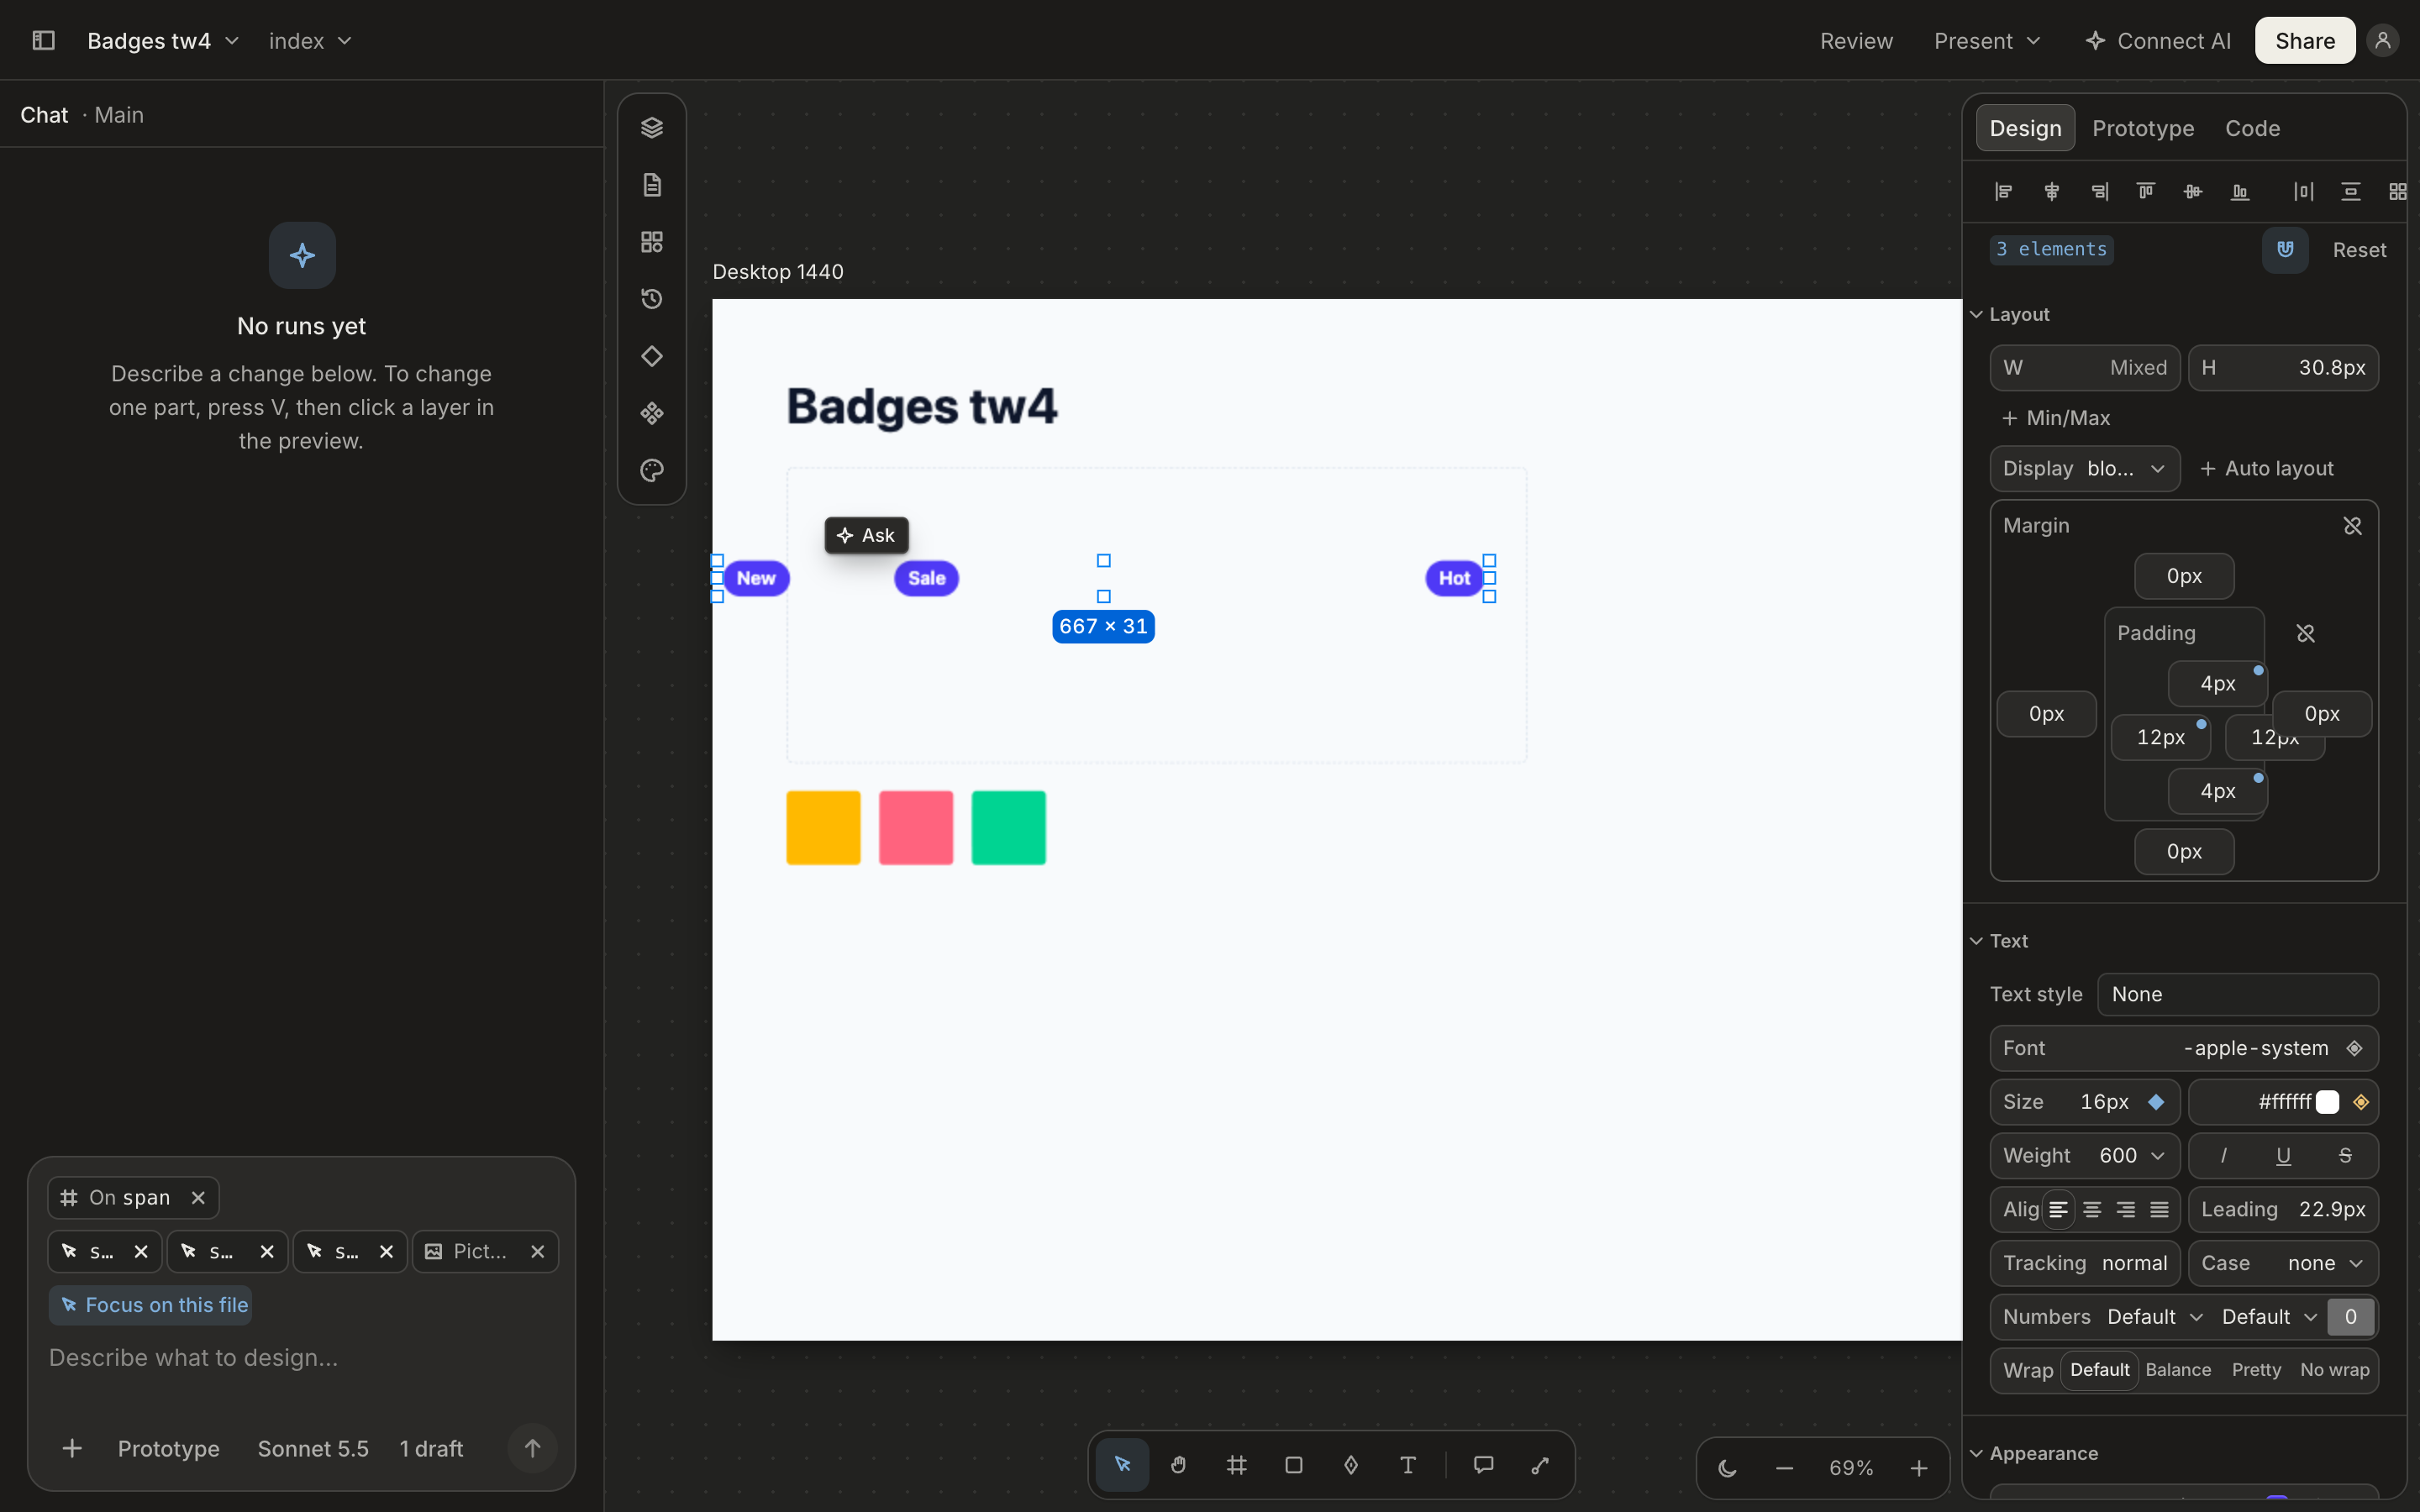 Badges tw4
index
Review
Present
Connect AI
Share
Chat · Main
No runs yet
Describe a change below. To change
one part, press V, then click a layer in
the preview.
On span
s...
s...
s...
Pict...
Focus on this file
Describe what to design...
Prototype
Sonnet 5.5
1 draft
Desktop 1440
Badges tw4
Ask
New
Sale
Hot
667 × 31
69%
Design
Prototype
Code
3 elements
Reset
Layout
W Mixed
H 30.8px
Min/Max
Display blo...
Auto layout
Margin
0px
Padding
4px
0px
0px
12px
12px
4px
0px
Text
Text style None
Font -apple-system
Size 16px
#ffffff
Weight 600
I U S
Alig
Leading 22.9px
Tracking normal
Case none
Numbers Default Default 0
Wrap Default Balance Pretty No wrap
Appearance